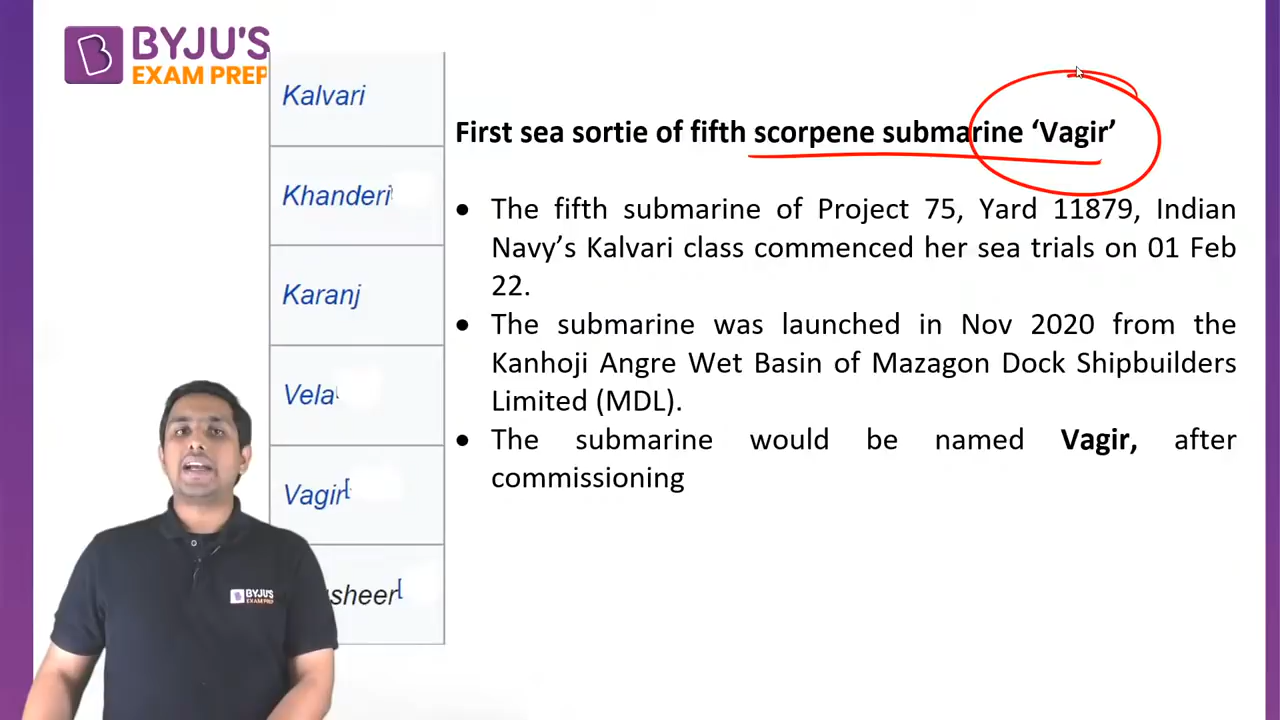 BYJU'S
EXAM PREP
Kalvari
Khanderi
Karanj
Vela
Vagir[
sheer[
First sea sortie of fifth scorpene submarine ‘Vagir’
• The fifth submarine of Project 75, Yard 11879, Indian
Navy’s Kalvari class commenced her sea trials on 01 Feb
22.
• The submarine was launched in Nov 2020 from the
Kanhoji Angre Wet Basin of Mazagon Dock Shipbuilders
Limited (MDL).
• The submarine would be named Vagir, after
commissioning
BYJU'S
EXAM PREP